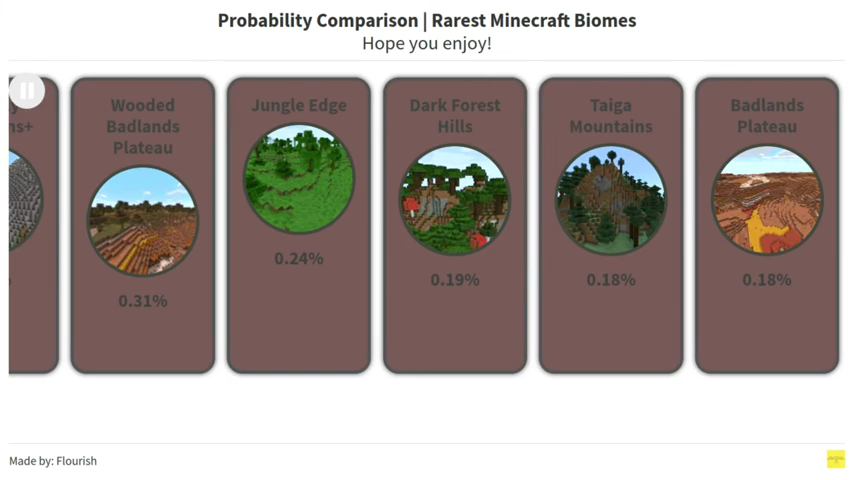 Probability Comparison | Rarest Minecraft Biomes
Hope you enjoy!
ns+
Wooded
Badlands
Plateau
0.31%
Jungle Edge
0.24%
Dark Forest
Hills
0.19%
Taiga
Mountains
0.18%
Badlands
Plateau
0.18%
Made by: Flourish